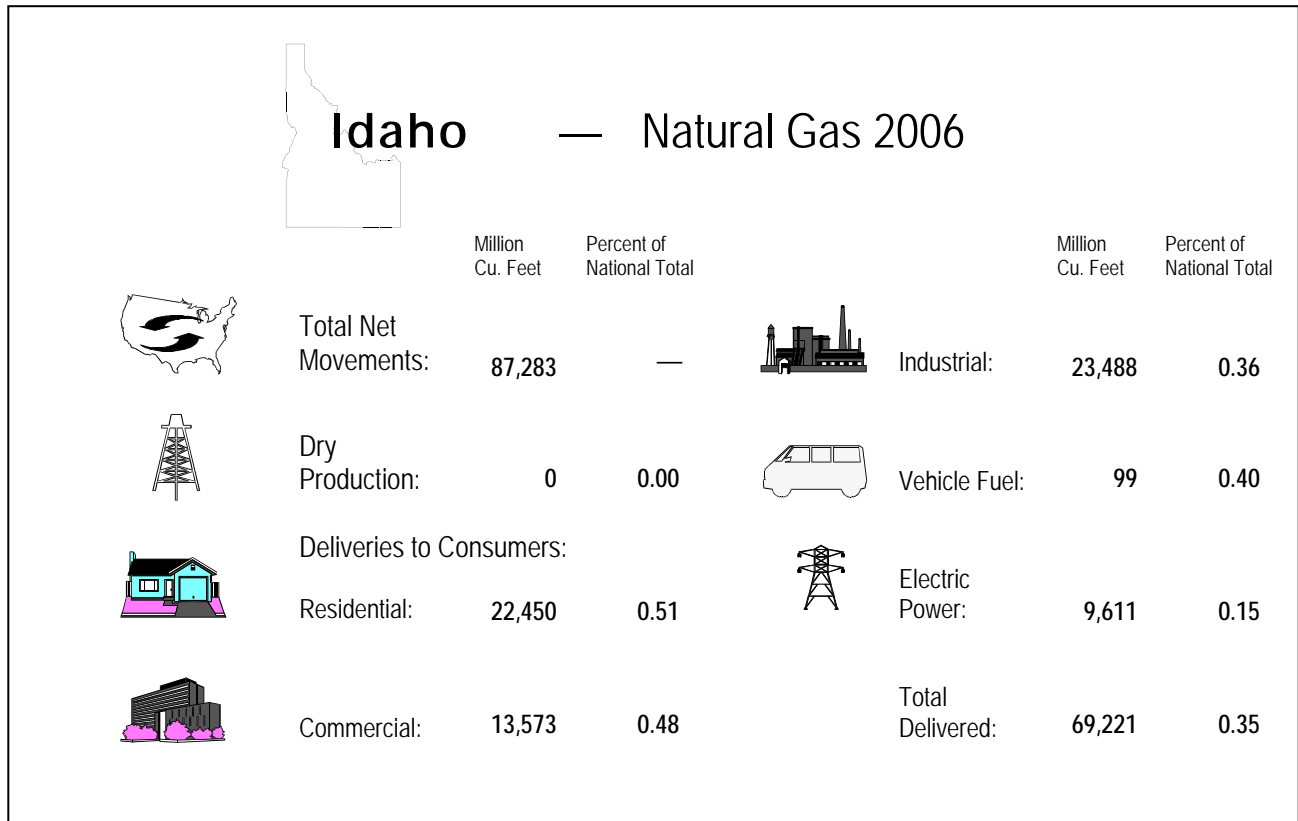 Idaho — Natural Gas 2006
Million Cu. Feet
Percent of National Total
Total Net Movements: 87,283 —
Dry Production: 0 0.00
Deliveries to Consumers:
Residential: 22,450 0.51
Commercial: 13,573 0.48
Million Cu. Feet
Percent of National Total
Industrial: 23,488 0.36
Vehicle Fuel: 99 0.40
Electric Power: 9,611 0.15
Total Delivered: 69,221 0.35